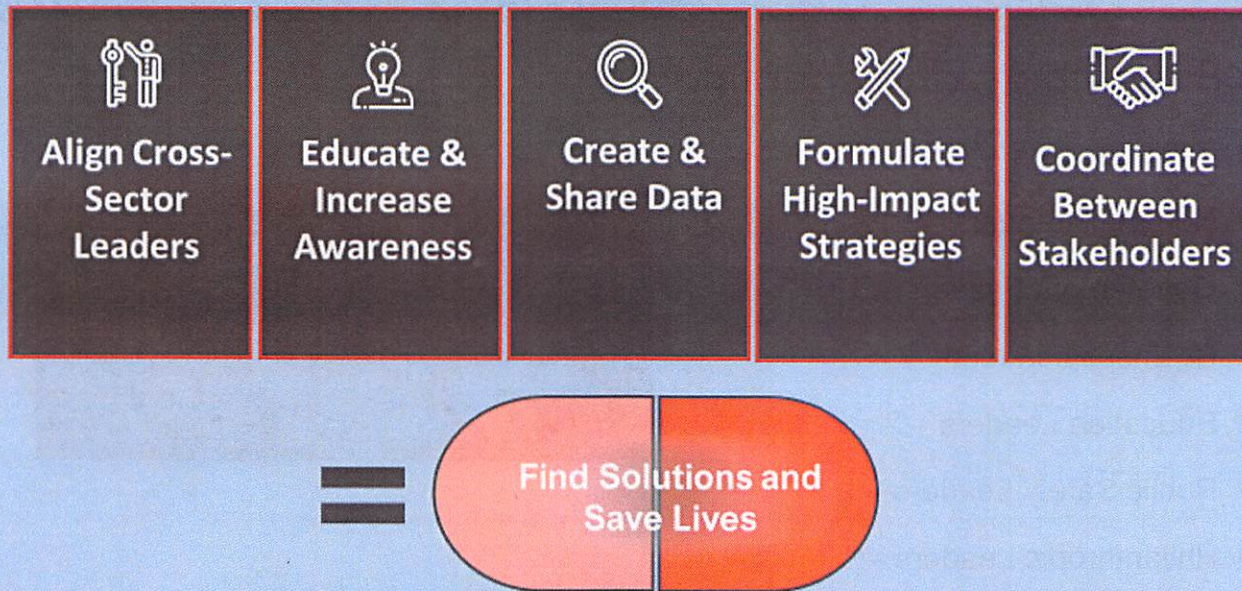 Align Cross-
Sector
Leaders
Educate &
Increase
Awareness
Create &
Share Data
Formulate
High-Impact
Strategies
Coordinate
Between
Stakeholders
=
Find Solutions and
Save Lives